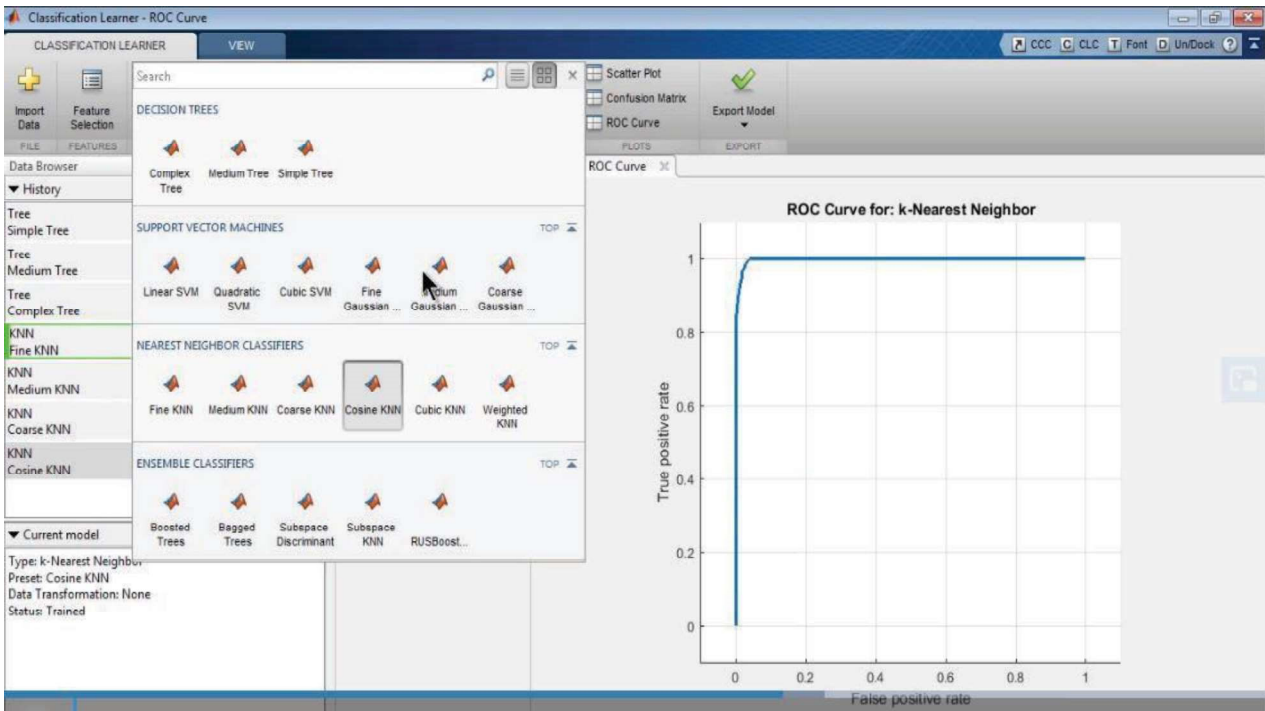 Classification Learner - ROC Curve
CLASSIFICATION LEARNER VIEW
CCC C CLC T Font D Un/Dock ?
Import Data
Feature Selection
FILE FEATURES
Search
DECISION TREES
Complex Tree
Medium Tree
Simple Tree
SUPPORT VECTOR MACHINES TOP
Linear SVM
Quadratic SVM
Cubic SVM
Fine Gaussian ...
Gaussian ...
Coarse Gaussian ...
NEAREST NEIGHBOR CLASSIFIERS TOP
Fine KNN
Medium KNN
Coarse KNN
Cosine KNN
Cubic KNN
Weighted KNN
ENSEMBLE CLASSIFIERS TOP
Boosted Trees
Bagged Trees
Subspace Discriminant
Subspace KNN
RUSBoost...
Scatter Plot
Confusion Matrix
ROC Curve
PLOTS
Export Model
EXPORT
Data Browser
History
Tree
Simple Tree
Tree
Medium Tree
Tree
Complex Tree
KNN
Fine KNN
KNN
Medium KNN
KNN
Coarse KNN
KNN
Cosine KNN
Current model
Type: k-Nearest Neighbor
Preset: Cosine KNN
Data Transformation: None
Status: Trained
ROC Curve
ROC Curve for: k-Nearest Neighbor
True positive rate
1
0.8
0.6
0.4
0.2
0
0 0.2 0.4 0.6 0.8 1
False positive rate